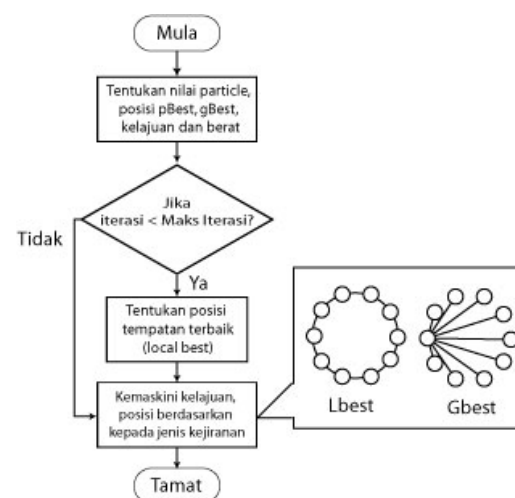 Mula
Tentukan nilai particle,
posisi pBest, gBest,
kelajuan dan berat
Jika
iterasi < Maks Iterasi?
Tidak
Ya
Tentukan posisi
tempatan terbaik
(local best)
Kemaskini kelajuan,
posisi berdasarkan
kepada jenis kejiranan
Lbest
Gbest
Tamat